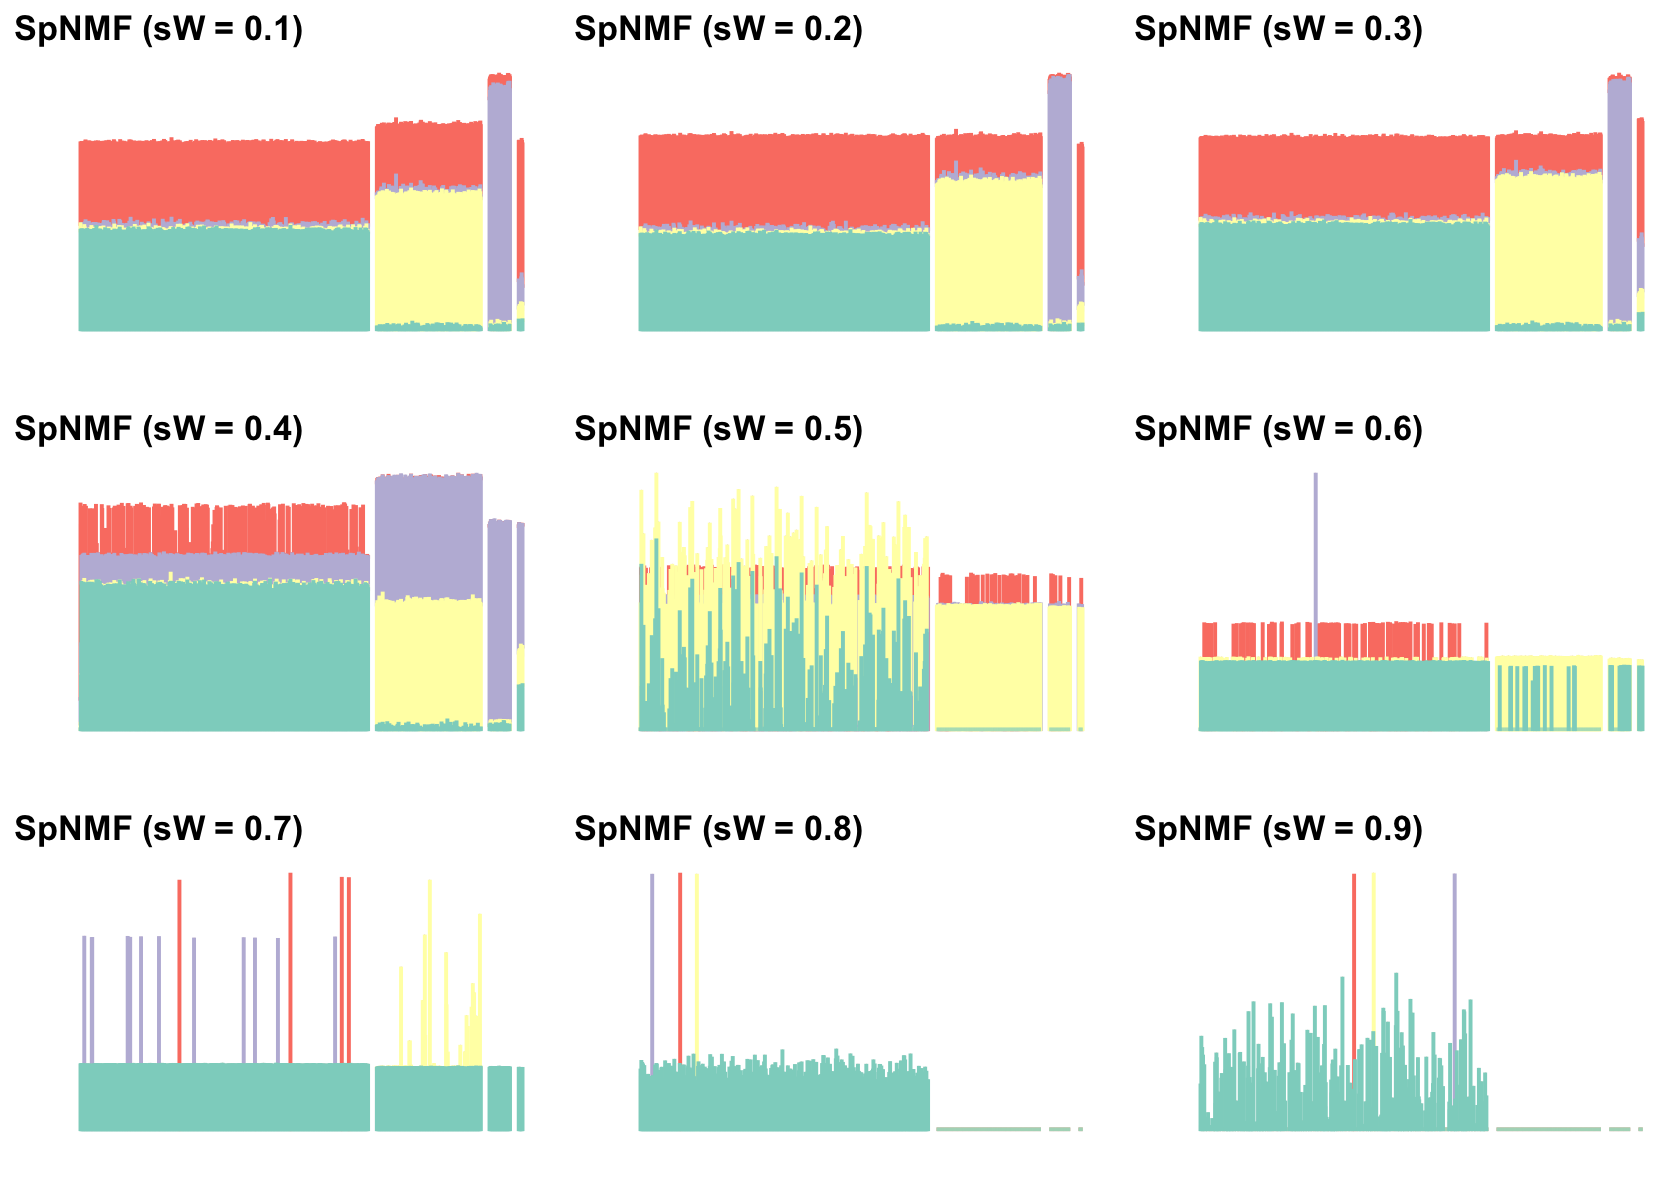 SpNMF (sW = 0.1)
SpNMF (sW = 0.2)
SpNMF (sW = 0.3)
SpNMF (sW = 0.4)
SpNMF (sW = 0.5)
SpNMF (sW = 0.6)
SpNMF (sW = 0.7)
SpNMF (sW = 0.8)
SpNMF (sW = 0.9)